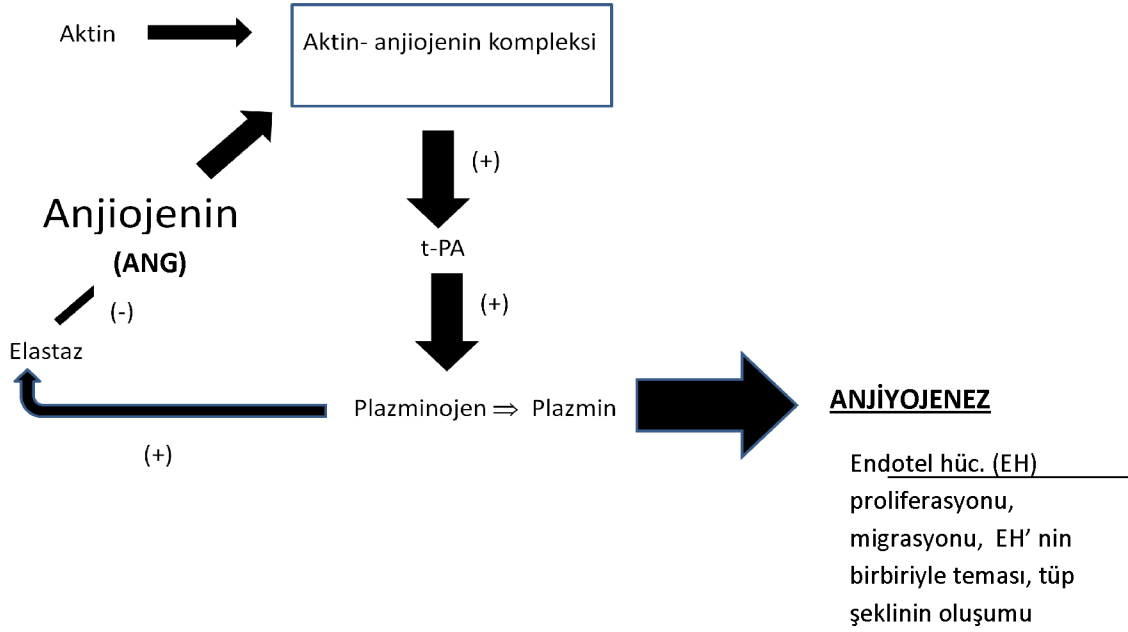 Aktin
Aktin- anjiojenin kompleksi
(+)
Anjiojenin
(ANG)
t-PA
(-)
(+)
Elastaz
Plazminojen ⇒ Plazmin
(+)
ANJİYOJENEZ
Endotel hüc. (EH)
proliferasyonu,
migrasyonu, EH’ nin
birbiriyle teması, tüp
şeklinin oluşumu